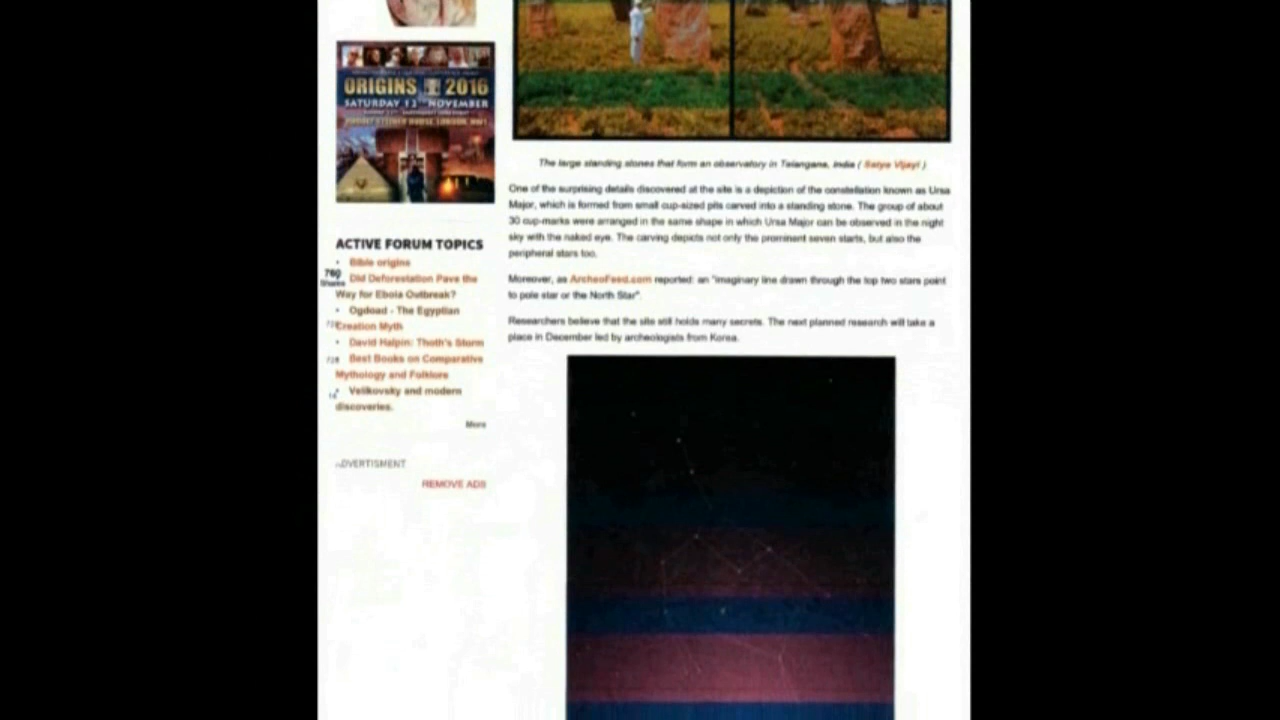 ORIGINS 2016
SATURDAY 12TH NOVEMBER
ACTIVE FORUM TOPICS
• Bible origins
760
Shares
• Did Deforestation Pave the
Way for Ebola Outbreak?
• Ogdoad - The Egyptian
Creation Myth
• David Halpin: Thoth's Storm
• Best Books on Comparative
Mythology and Folklore
• Velikovsky and modern
discoveries.
More
ADVERTISMENT
REMOVE ADS
The large standing stones that form an observatory in Telangana, India ( Satya Vijayi )
One of the surprising details discovered at the site is a depiction of the constellation known as Ursa
Major, which is formed from small cup-sized pits carved into a standing stone. The group of about
30 cup-marks were arranged in the same shape in which Ursa Major can be observed in the night
sky with the naked eye. The carving depicts not only the prominent seven starts, but also the
peripheral stars too.
Moreover, as ArcheoFeed.com reported: an "imaginary line drawn through the top two stars point
to pole star or the North Star".
Researchers believe that the site still holds many secrets. The next planned research will take a
place in December led by archeologists from Korea.